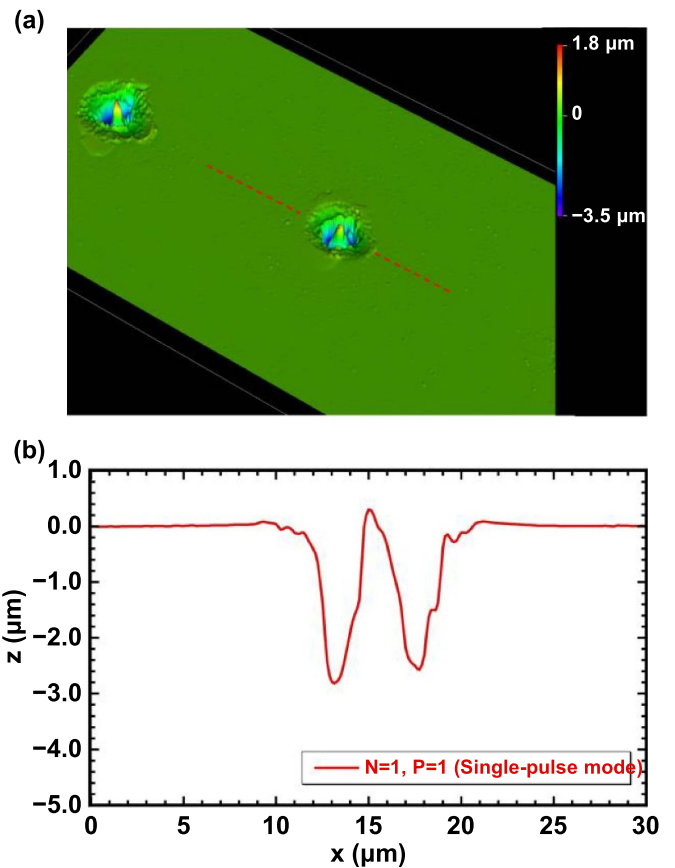 (a)
1.8 µm
0
−3.5 µm
(b)
1.0
0.0
−1.0
−2.0
−3.0
−4.0
−5.0
z (µm)
N=1, P=1 (Single-pulse mode)
0 5 10 15 20 25 30
x (µm)